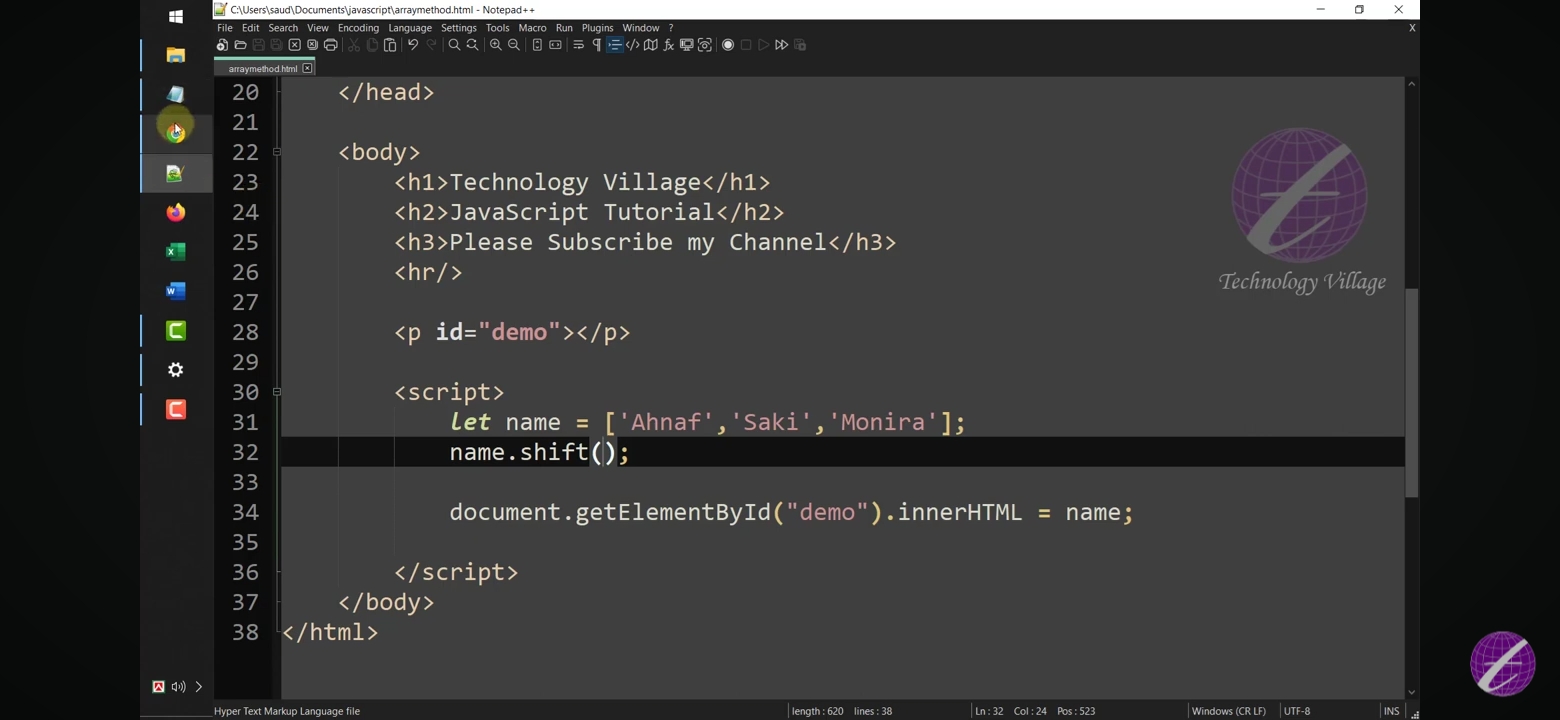 C:\Users\saud\Documents\javascript\arraymethod.html - Notepad++
File Edit Search View Encoding Language Settings Tools Macro Run Plugins Window ? X
arraymethod.html
20 </head>
21
22 <body>
23 <h1>Technology Village</h1>
24 <h2>JavaScript Tutorial</h2>
25 <h3>Please Subscribe my Channel</h3>
26 <hr/>
27
28 <p id="demo"></p>
29
30 <script>
31 let name = ['Ahnaf','Saki','Monira'];
32 name.shift();
33
34 document.getElementById("demo").innerHTML = name;
35
36 </script>
37 </body>
38 </html>
Technology Village
Hyper Text Markup Language file length : 620 lines : 38 Ln : 32 Col : 24 Pos : 523 Windows (CR LF) UTF-8 INS